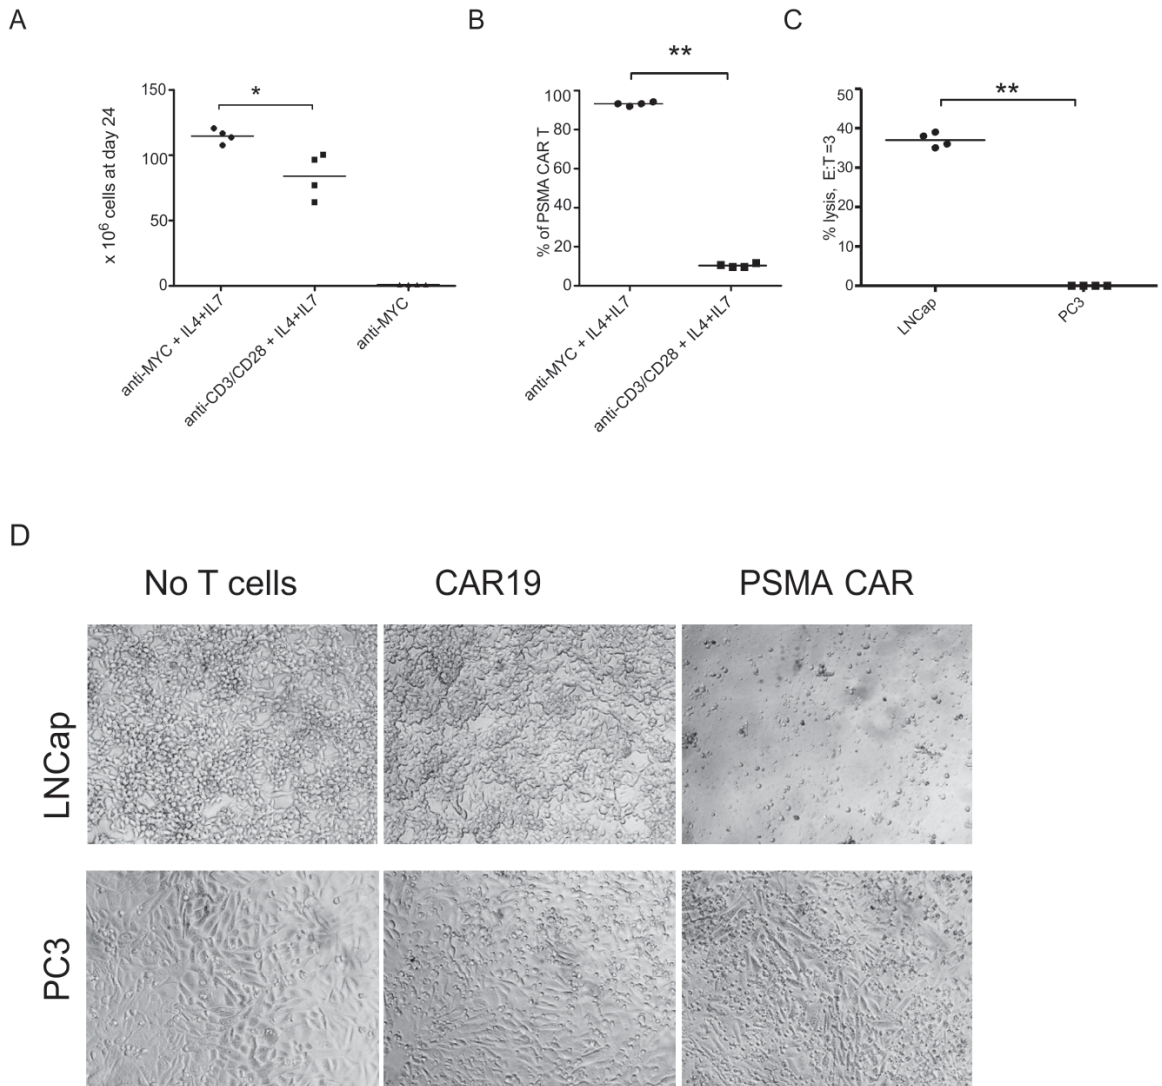 A
B
C
*
**
**
x 10⁶ cells at day 24
150
100
50
0
anti-MYC + IL4+IL7
anti-CD3/CD28 + IL4+IL7
anti-MYC
% of PSMA CAR T
100
80
60
40
20
0
anti-MYC + IL4+IL7
anti-CD3/CD28 + IL4+IL7
% lysis, E:T=3
50
40
30
20
10
0
LNCap
PC3
D
No T cells
CAR19
PSMA CAR
LNCap
PC3